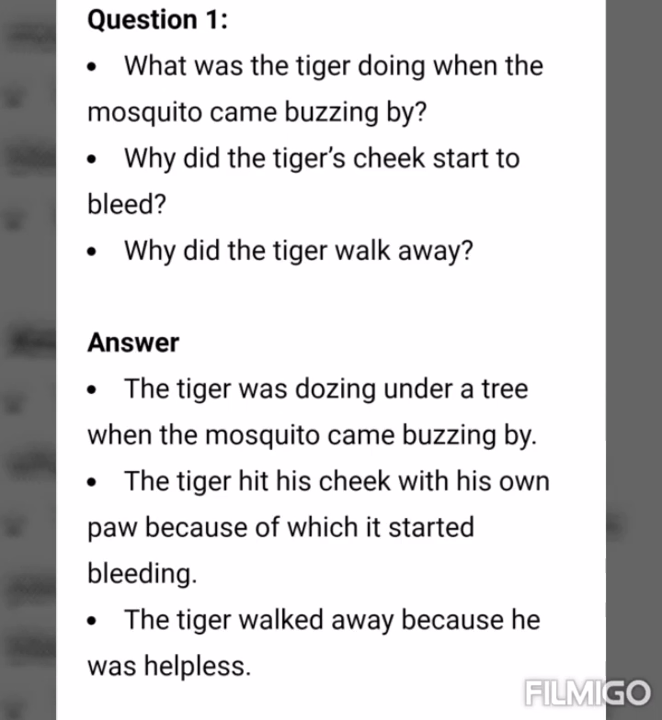 Question 1:
• What was the tiger doing when the
mosquito came buzzing by?
• Why did the tiger's cheek start to
bleed?
• Why did the tiger walk away?
Answer
• The tiger was dozing under a tree
when the mosquito came buzzing by.
• The tiger hit his cheek with his own
paw because of which it started
bleeding.
• The tiger walked away because he
was helpless.
FILMIGO